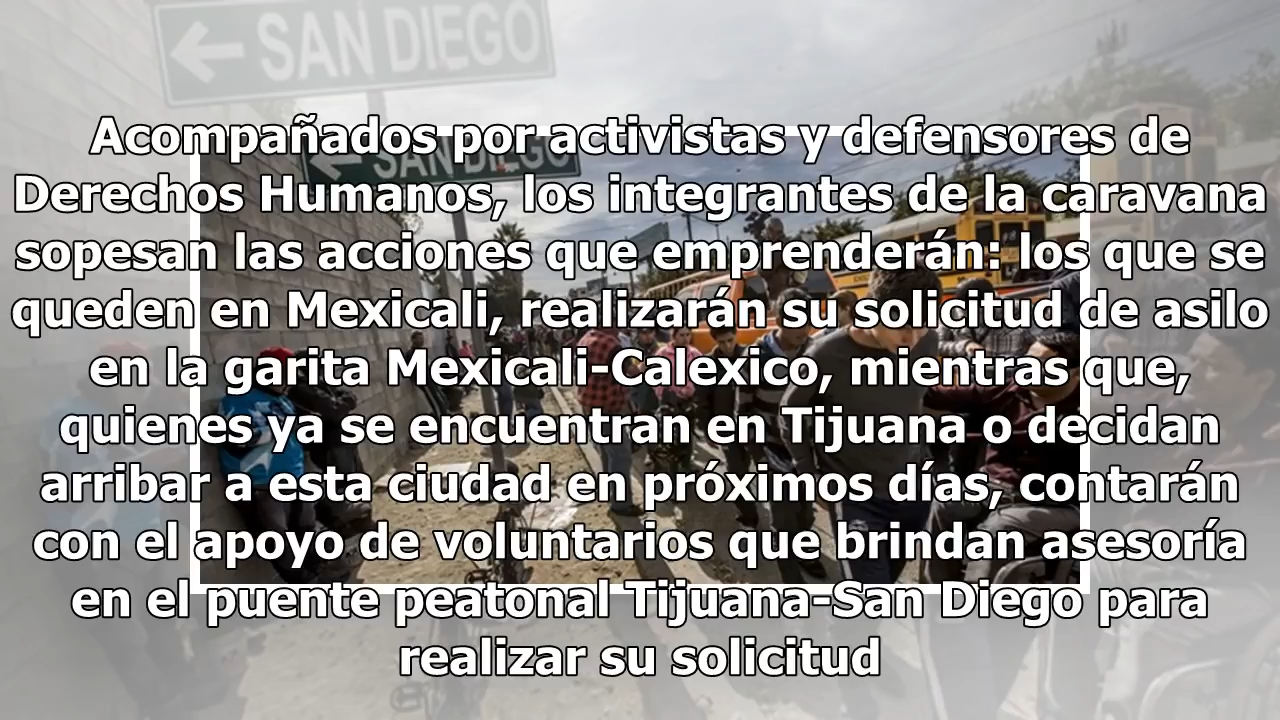 SAN DIEGO
Acompañados por activistas y defensores de
SAN DIEGO
Derechos Humanos, los integrantes de la caravana
sopesan las acciones que emprenderán: los que se
queden en Mexicali, realizarán su solicitud de asilo
en la garita Mexicali-Calexico, mientras que,
quienes ya se encuentran en Tijuana o decidan
arribar a esta ciudad en próximos días, contarán
con el apoyo de voluntarios que brindan asesoría
en el puente peatonal Tijuana-San Diego para
realizar su solicitud